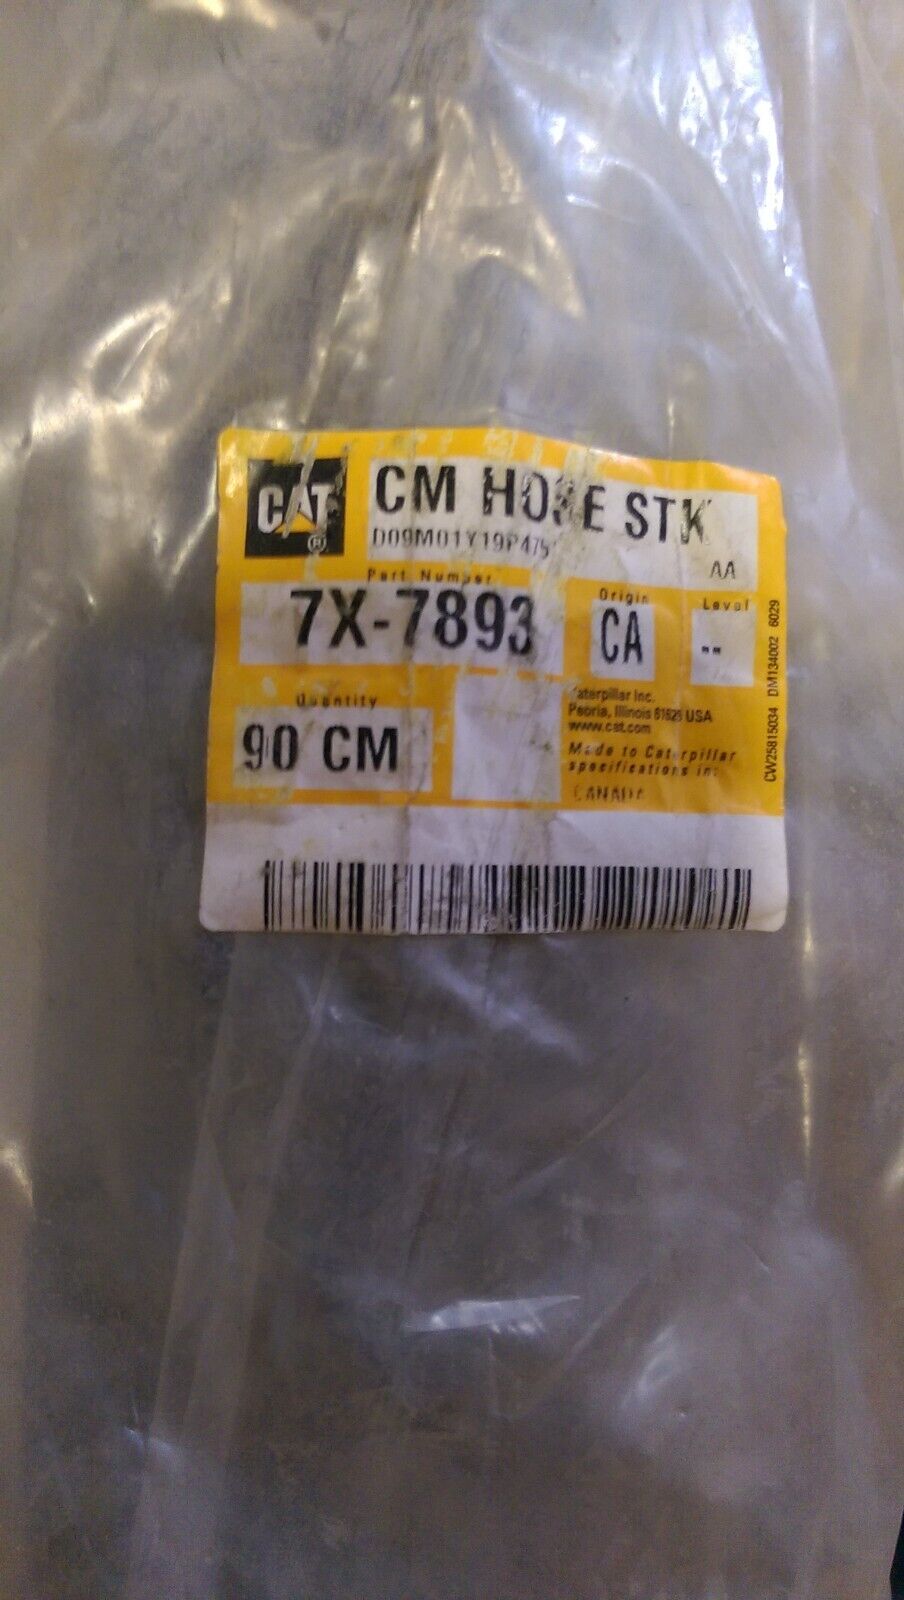 CAT ®
CM HOSE STK
D09M01Y19P475
AA
Part Number
7X-7893
Origin
CA
Level
--
Quantity
90 CM
Caterpillar Inc.
Peoria, Illinois 61629 USA
www.cat.com
Made to Caterpillar
specifications in:
CANADA
CW25815034 DM134002 6029